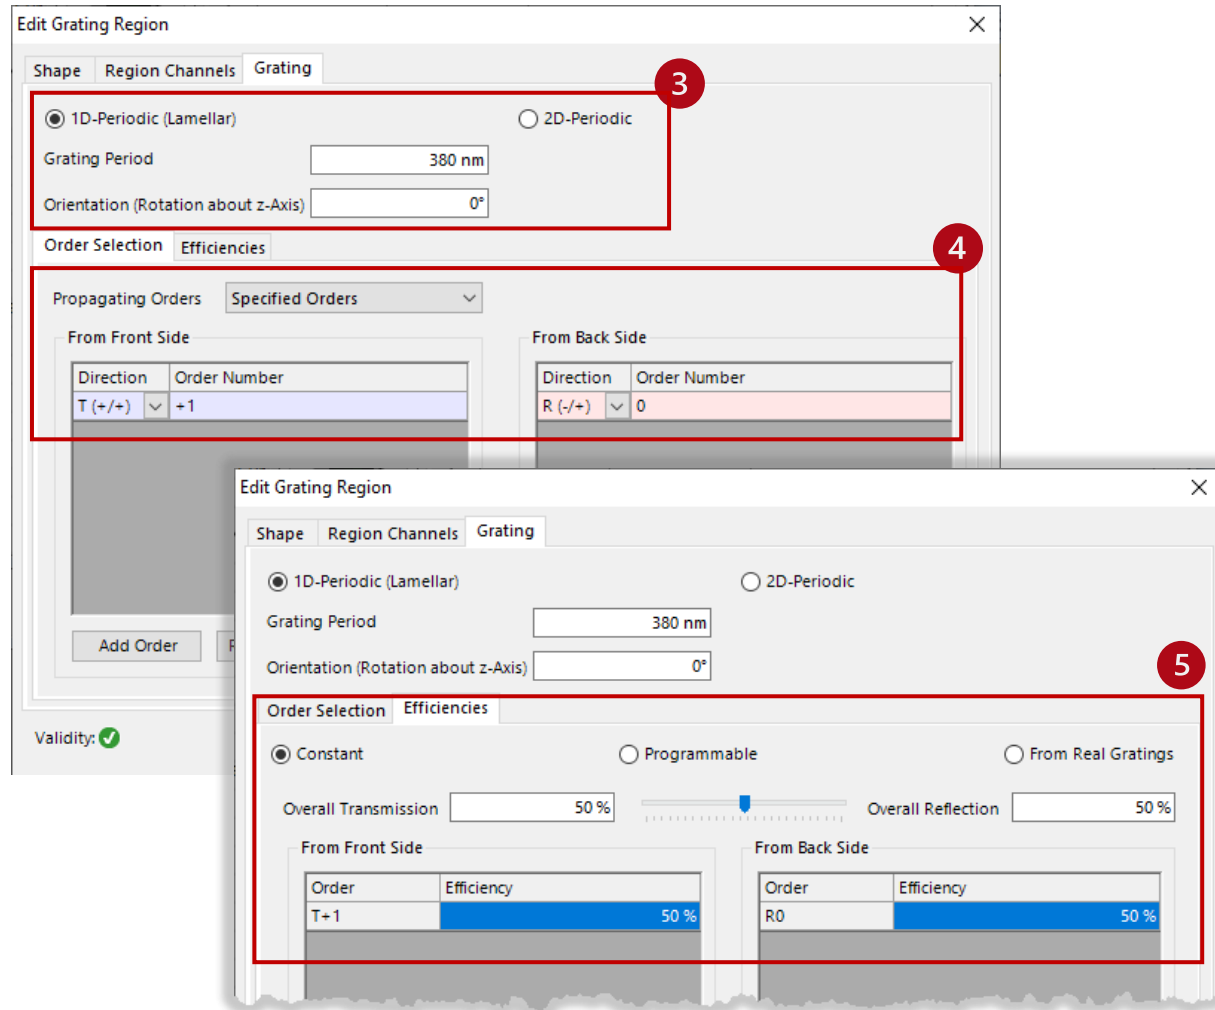 Edit Grating Region
Shape Region Channels Grating
3
1D-Periodic (Lamellar) 2D-Periodic
Grating Period 380 nm
Orientation (Rotation about z-Axis) 0°
Order Selection Efficiencies
4
Propagating Orders Specified Orders
From Front Side From Back Side
Direction Order Number Direction Order Number
T (+/+) +1 R (-/+) 0
Add Order
Validity:
Edit Grating Region
Shape Region Channels Grating
1D-Periodic (Lamellar) 2D-Periodic
Grating Period 380 nm
Orientation (Rotation about z-Axis) 0°
5
Order Selection Efficiencies
Constant Programmable From Real Gratings
Overall Transmission 50 % Overall Reflection 50 %
From Front Side From Back Side
Order Efficiency Order Efficiency
T+1 50 % R0 50 %